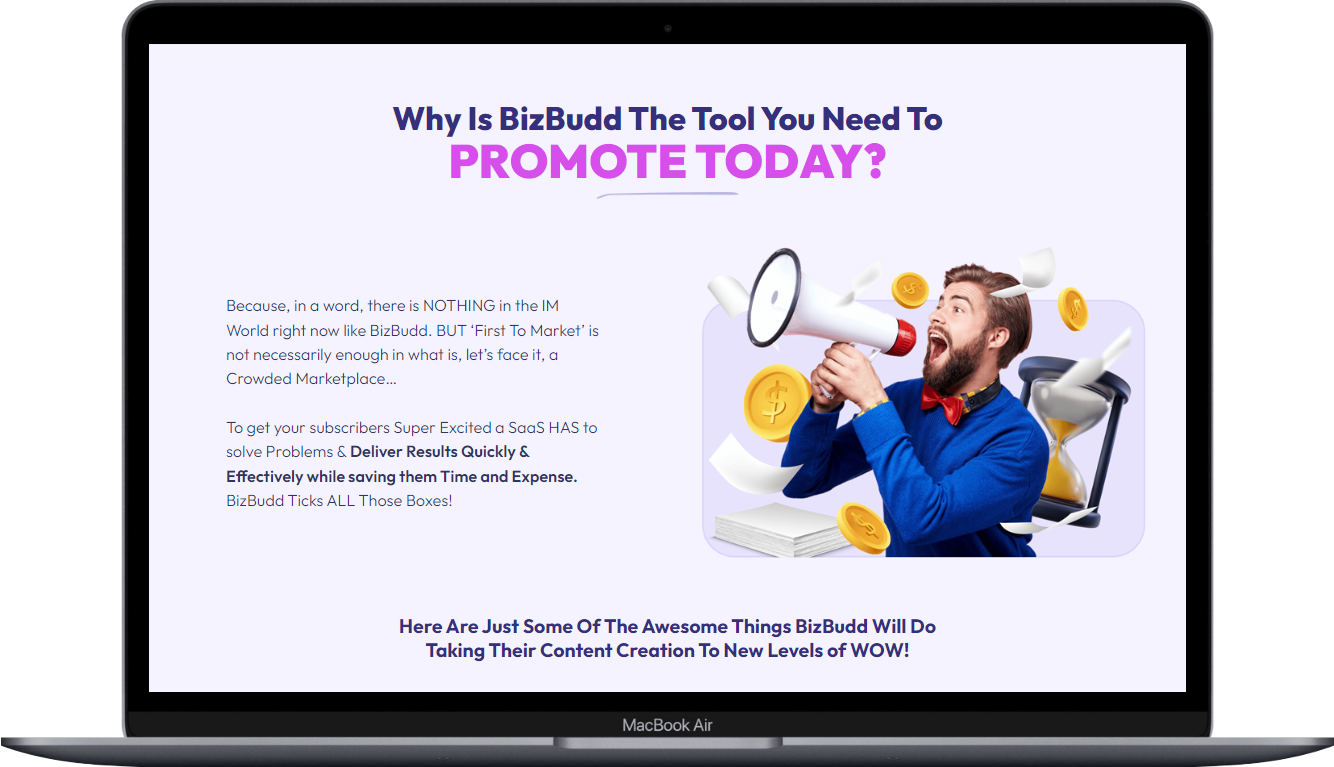 Why Is BizBudd The Tool You Need To
PROMOTE TODAY?
Because, in a word, there is NOTHING in the IM
World right now like BizBudd. BUT ‘First To Market’ is
not necessarily enough in what is, let’s face it, a
Crowded Marketplace...
To get your subscribers Super Excited a SaaS HAS to
solve Problems & Deliver Results Quickly &
Effectively while saving them Time and Expense.
BizBudd Ticks ALL Those Boxes!
Here Are Just Some Of The Awesome Things BizBudd Will Do
Taking Their Content Creation To New Levels of WOW!
MacBook Air